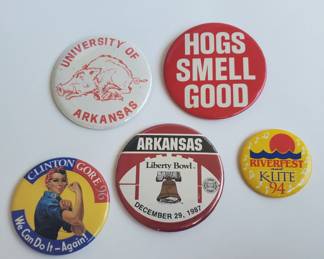 UNIVERSITY OF
ARKANSAS
HOGS
SMELL
GOOD
CLINTON GORE '96
We Can Do It - Again!
ARKANSAS
Liberty Bowl
DECEMBER 29, 1987
RIVERFEST
K-LITE
94